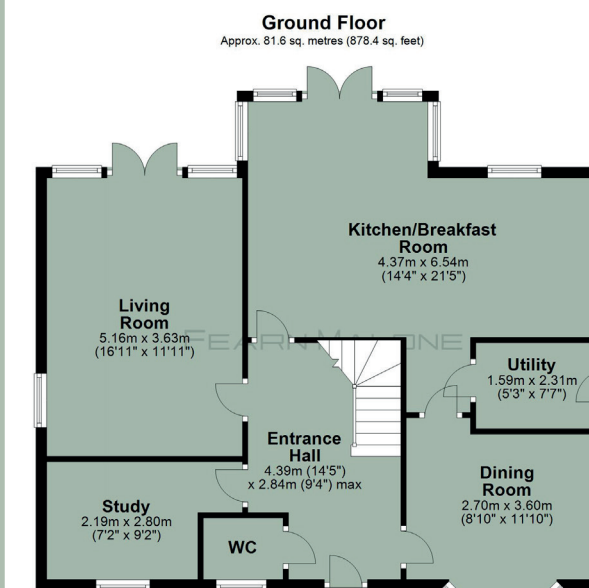 Ground Floor
Approx. 81.6 sq. metres (878.4 sq. feet)
Kitchen/Breakfast
Room
4.37m x 6.54m
(14'4" x 21'5")
Living
Room
5.16m x 3.63m
(16'11" x 11'11")
FEARN MALONE
Utility
1.59m x 2.31m
(5'3" x 7'7")
Entrance
Hall
4.39m (14'5")
x 2.84m (9'4") max
Dining
Room
2.70m x 3.60m
(8'10" x 11'10")
Study
2.19m x 2.80m
(7'2" x 9'2")
WC